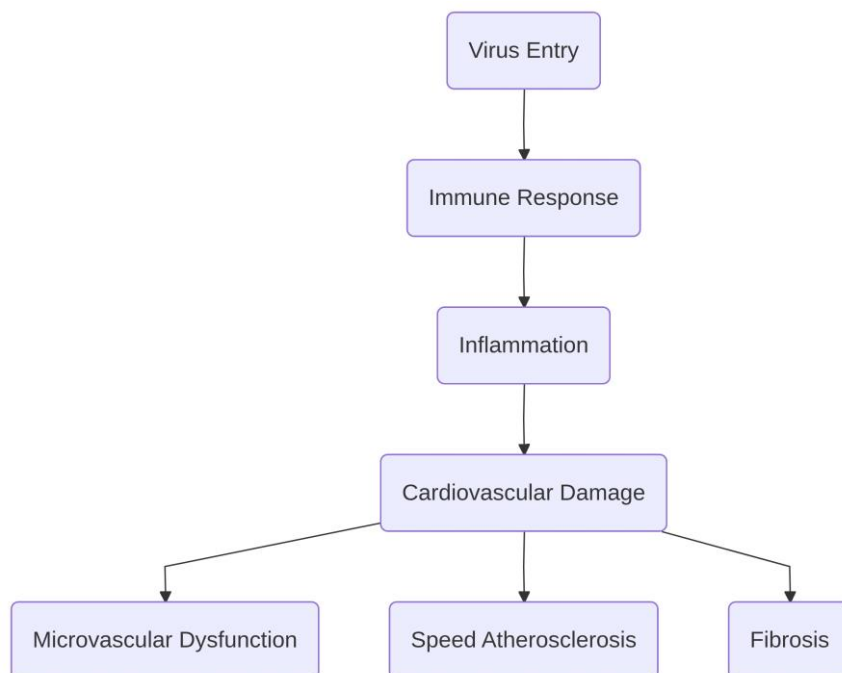 Virus Entry
Immune Response
Inflammation
Cardiovascular Damage
Microvascular Dysfunction
Speed Atherosclerosis
Fibrosis